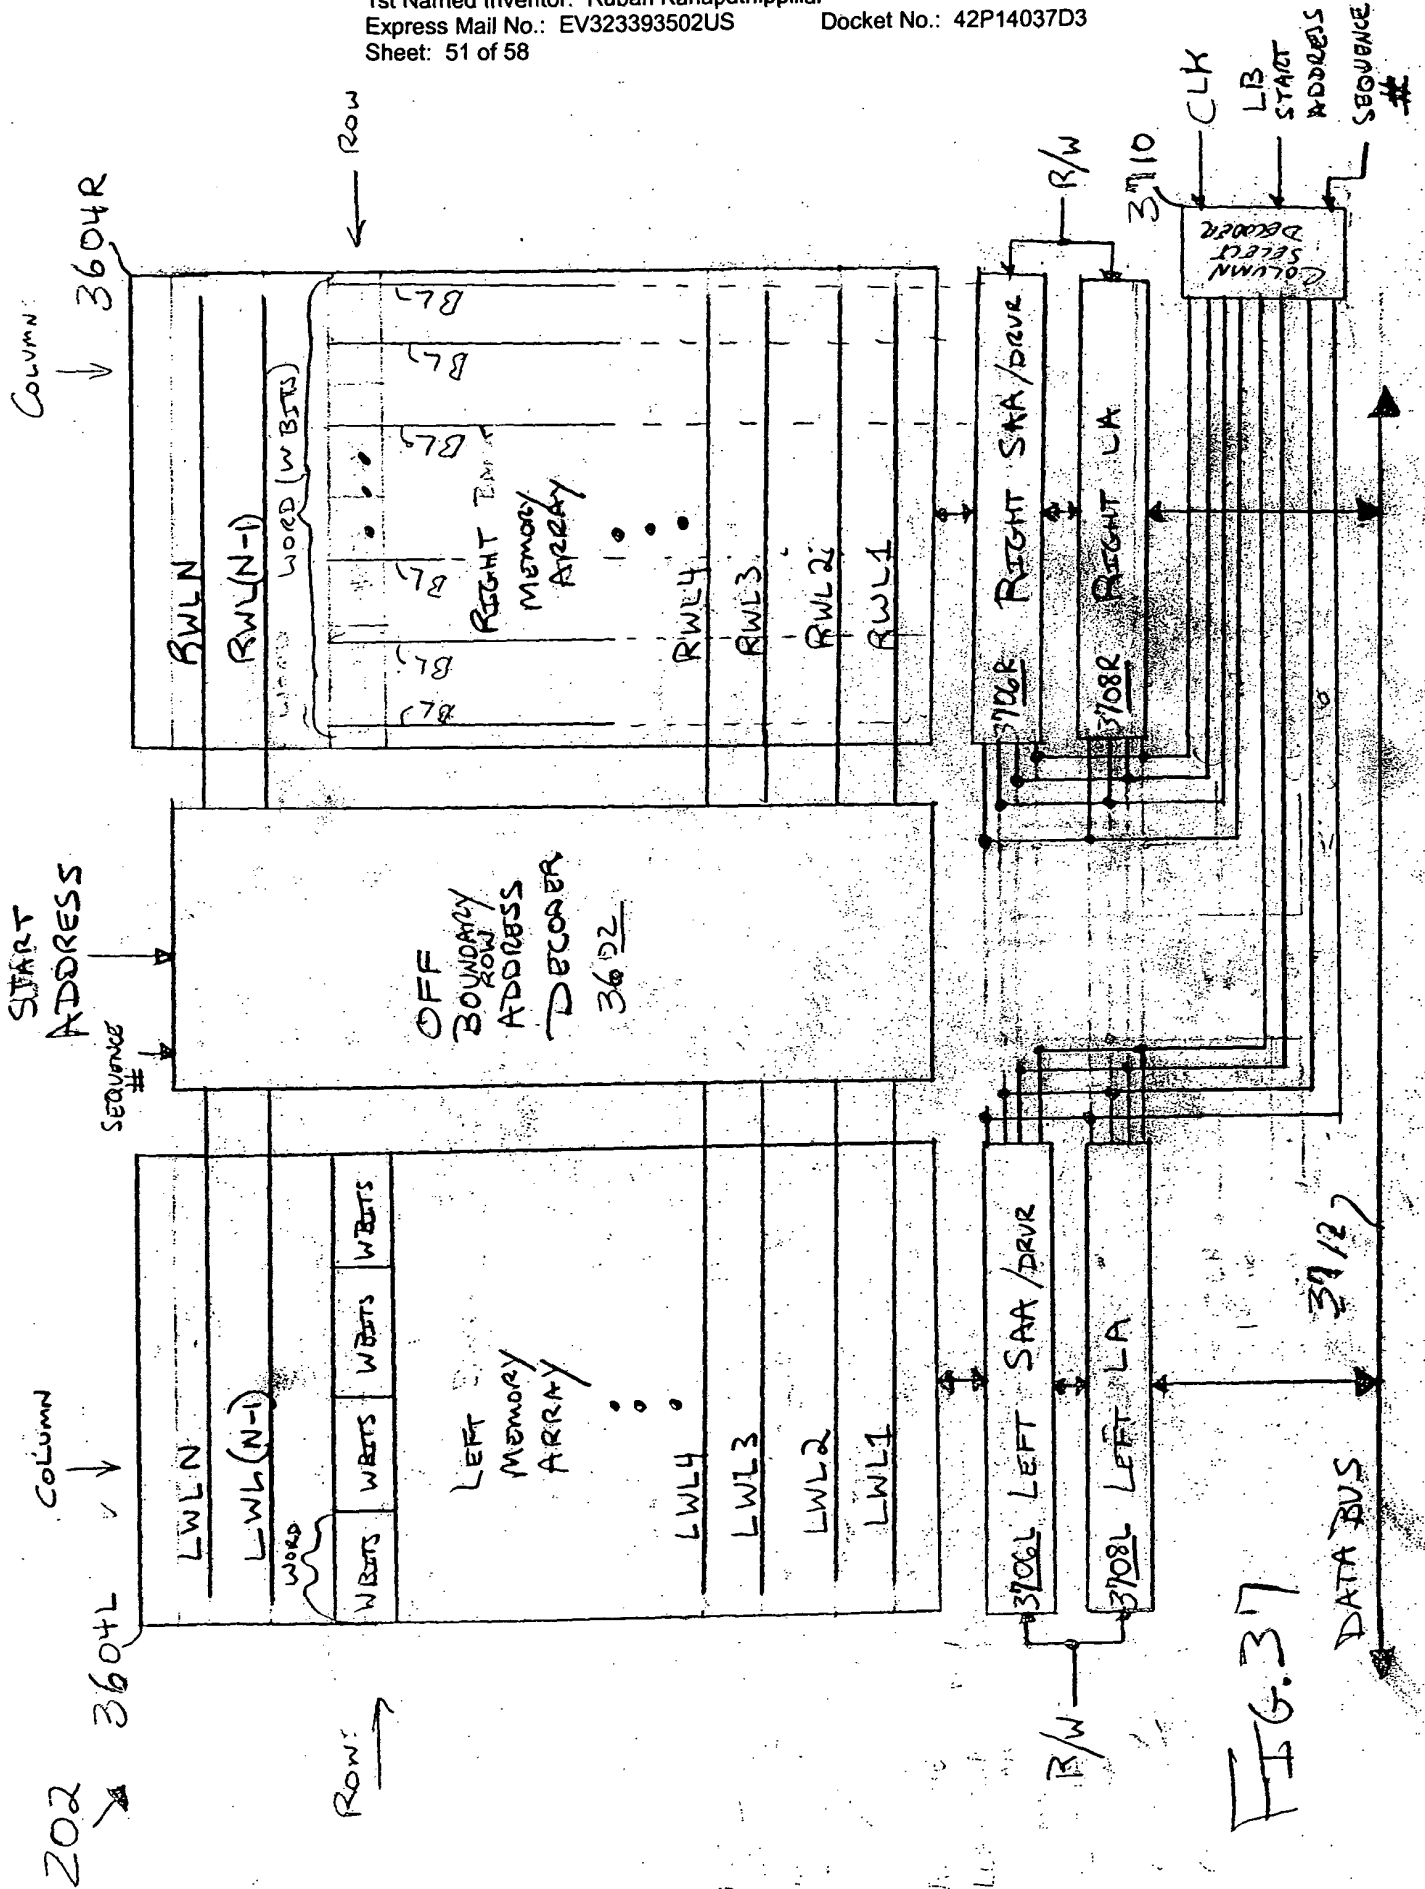 Express Mail No.: EV323393502US Docket No.: 42P14037D3
Sheet: 51 of 58
202
3604L
COLUMN
START
ADDRESS
SEQUENCE
#
COLUMN
3604R
ROW
ROW
LWLN
LWL(N-1)
WORD
WBITS
WBITS
WBITS
WBITS
LEFT
MEMORY
ARRAY
LWL4
LWL3
LWL2
LWL1
OFF
BOUNDARY
ROW
ADDRESS
DECODER
3602
RWLN
RWL(N-1)
WORD (W BITS)
BL
BL
BL
BL
BL
BL
RIGHT
MEMORY
ARRAY
RWL4
RWL3
RWL2
RWL1
R/W
3706L LEFT SAA/DRVR
3708L LEFT LA
3706R RIGHT SAA/DRVR
3708R RIGHT LA
R/W
3710
COLUMN
SELECT
DECODER
CLK
LB
START
ADDRESS
SEQUENCE
#
FIG. 37
DATA BUS
3712